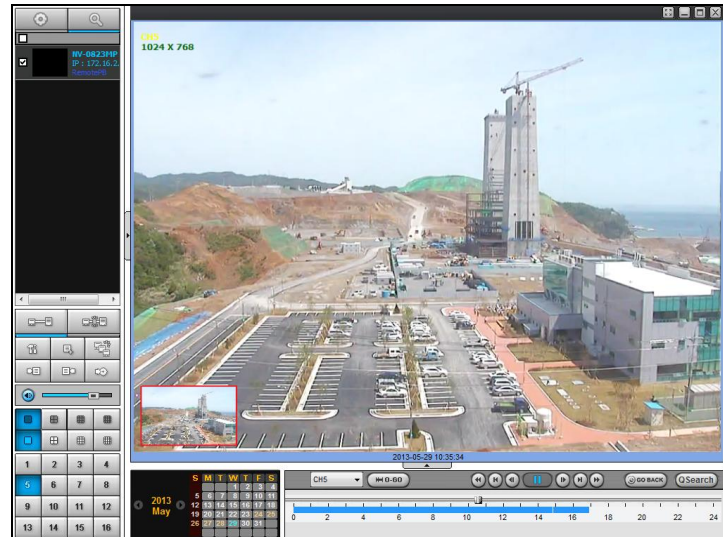 NV-0823MP
IP : 172.16.2.
RemotePB
1024 X 768
2013-05-29 10:35:34
1 2 3 4
5 6 7 8
9 10 11 12
13 14 15 16
2013
May
S M T W T F S
1 2 3 4
5 6 7 8 9 10 11
12 13 14 15 16 17 18
19 20 21 22 23 24 25
26 27 28 29 30 31
CH5
0-60
GO BACK
Search
0 2 4 6 8 10 12 14 16 18 20 22 24